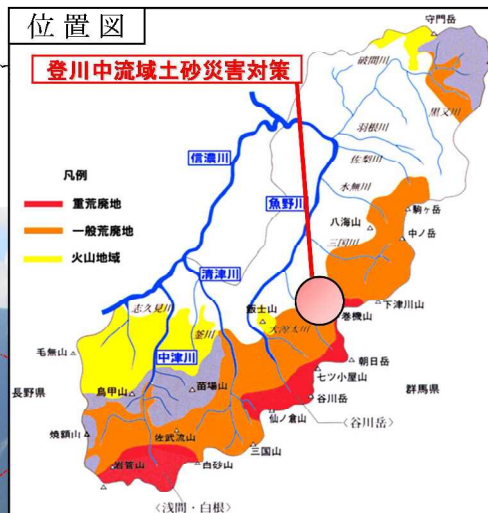 位置図
守門岳
登川中流域土砂災害対策
破間川
黒又川
羽根川
信濃川
佐梨川
凡例
水無川
魚野川
駒ヶ岳
重荒廃地
八海山
中ノ岳
一般荒廃地
三国川
火山地域
清津川
志久見川
釜川
飯士山
巻機山
下津川山
大源太川
毛無山
中津川
朝日岳
七ツ小屋山
長野県
鳥甲山
苗場山
谷川岳
群馬県
仙ノ倉山
〈谷川岳〉
焼額山
佐武流山
三国山
岩菅山
白砂山
〈浅間・白根〉